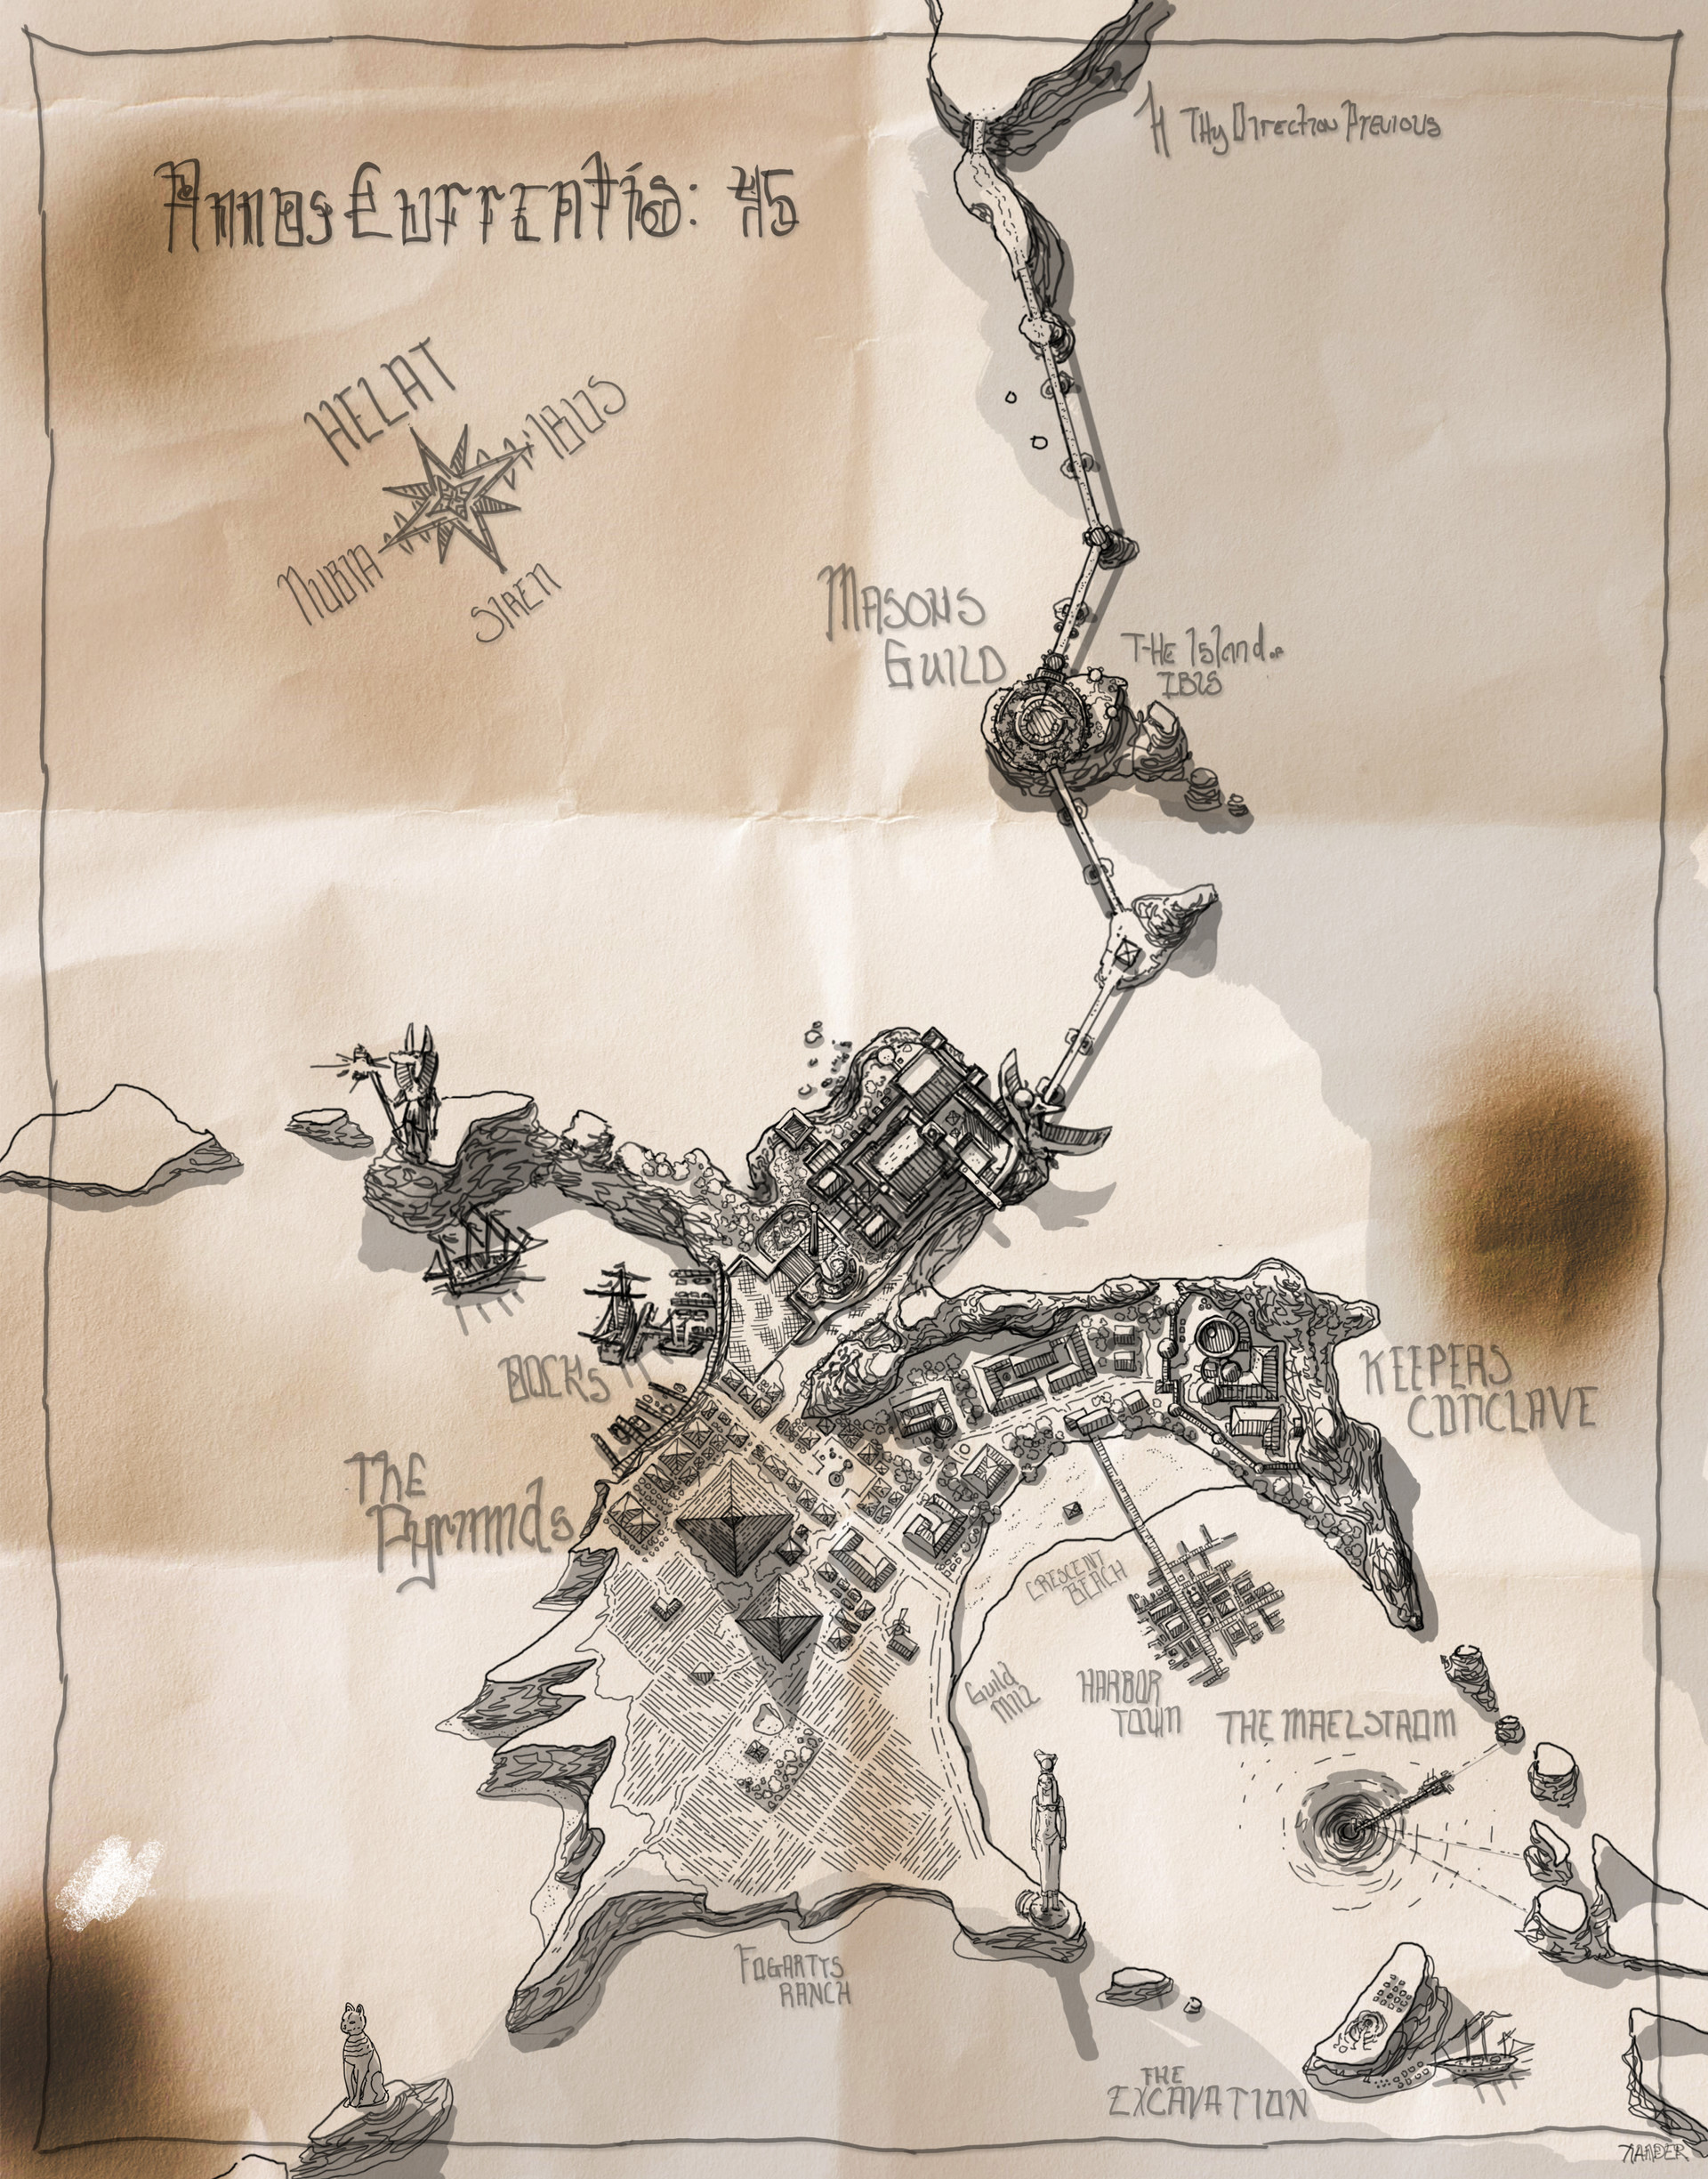 Annus Currentis: 45
Thy Direction Previous
HELAT
IBUS
NUBIA
SIREN
MASONS
GUILD
THE Island of
IBIS
DOCKS
KEEPERS
CONCLAVE
The
Pyramids
CRESCENT
BEACH
Guild
Mill
HARBOR
TOWN
THE MAELSTROM
FOGARTYS
RANCH
THE
EXCAVATION
XANDER